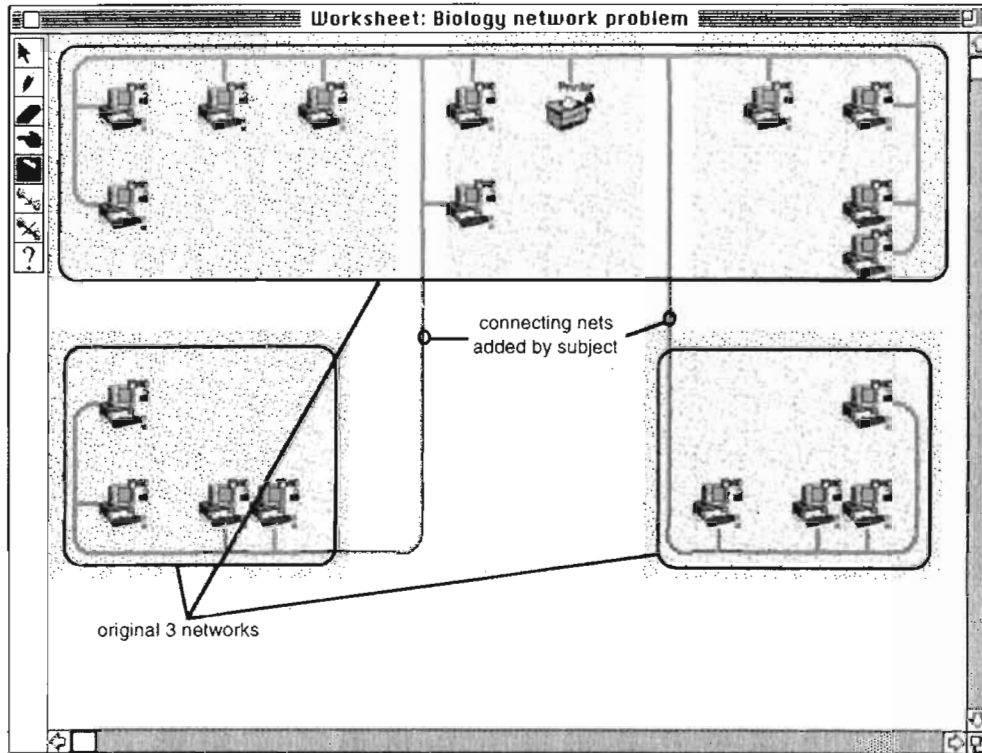 Worksheet: Biology network problem
Printer
?
connecting nets
added by subject
original 3 networks